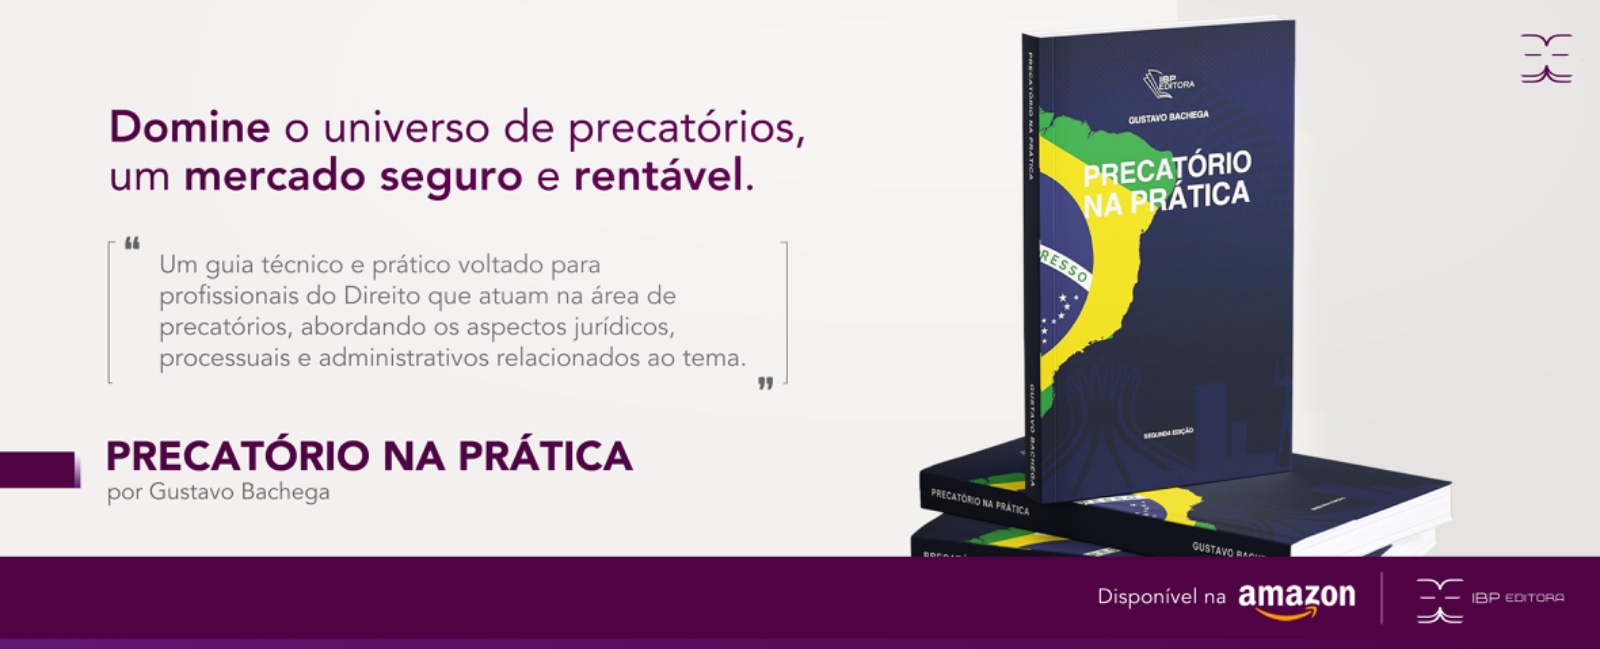 Domine o universo de precatórios,
um mercado seguro e rentável.
“
Um guia técnico e prático voltado para
profissionais do Direito que atuam na área de
precatórios, abordando os aspectos jurídicos,
processuais e administrativos relacionados ao tema.
”
PRECATÓRIO NA PRÁTICA
por Gustavo Bachega
IBP
EDITORA
GUSTAVO BACHEGA
PRECATÓRIO
NA PRÁTICA
RESSO
SEGUNDA EDIÇÃO
PRECATÓRIO NA PRÁTICA
GUSTAVO BACHEGA
PRECATÓRIO NA PRÁTICA
GUSTAVO
Disponível na amazon
IBP EDITORA